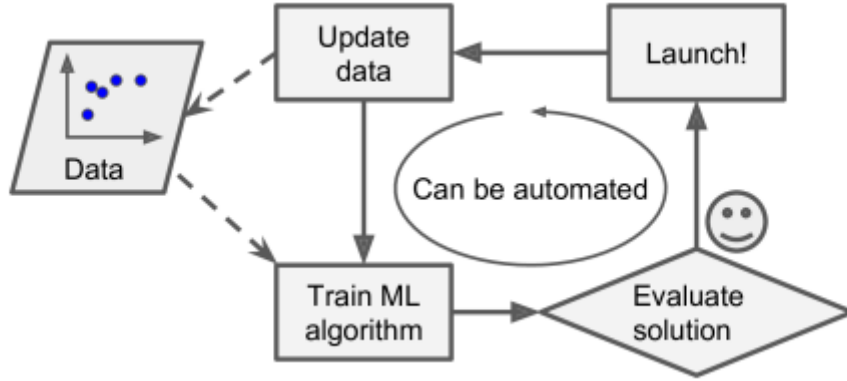 Update
data
Launch!
Data
Can be automated
Train ML
algorithm
Evaluate
solution